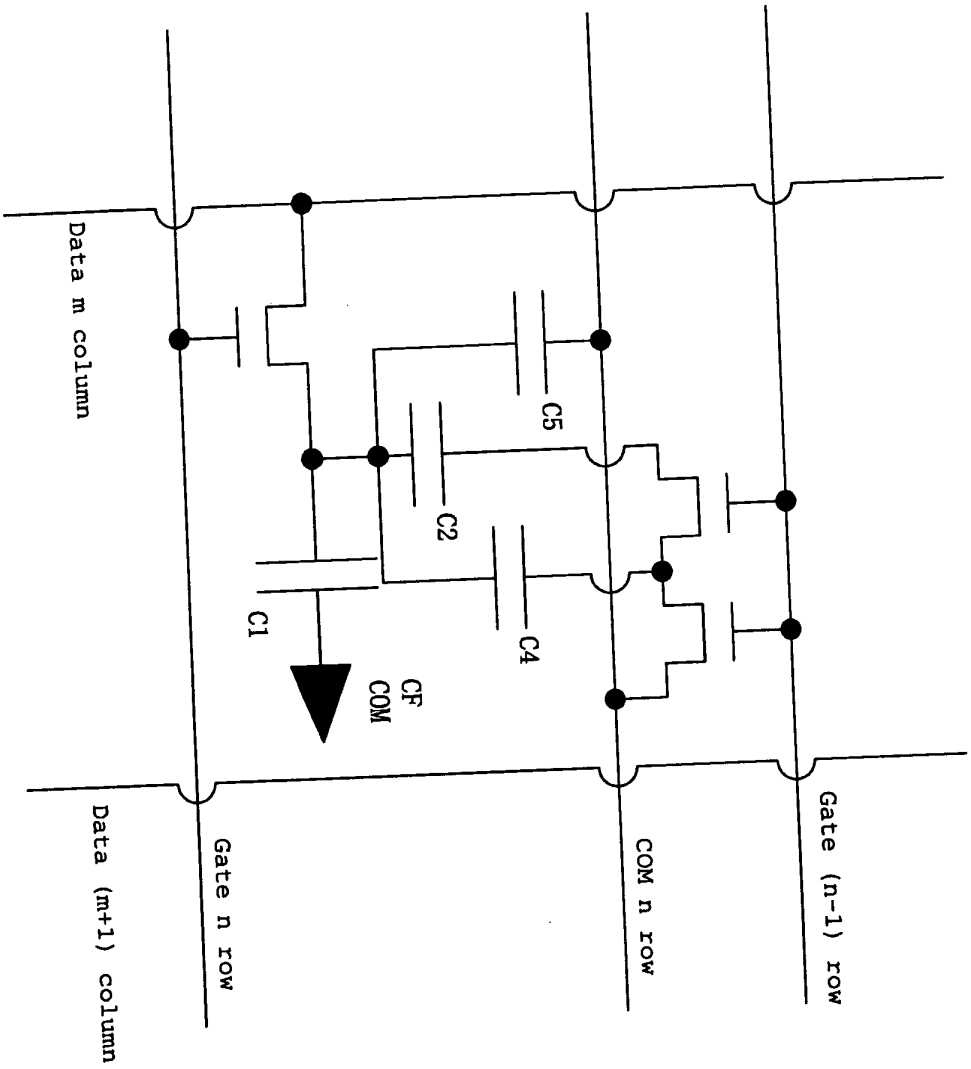 Gate (n-1) row
COM n row
C5
C2
C4
CF
COM
C1
Gate n row
Data m column
Data (m+1) column